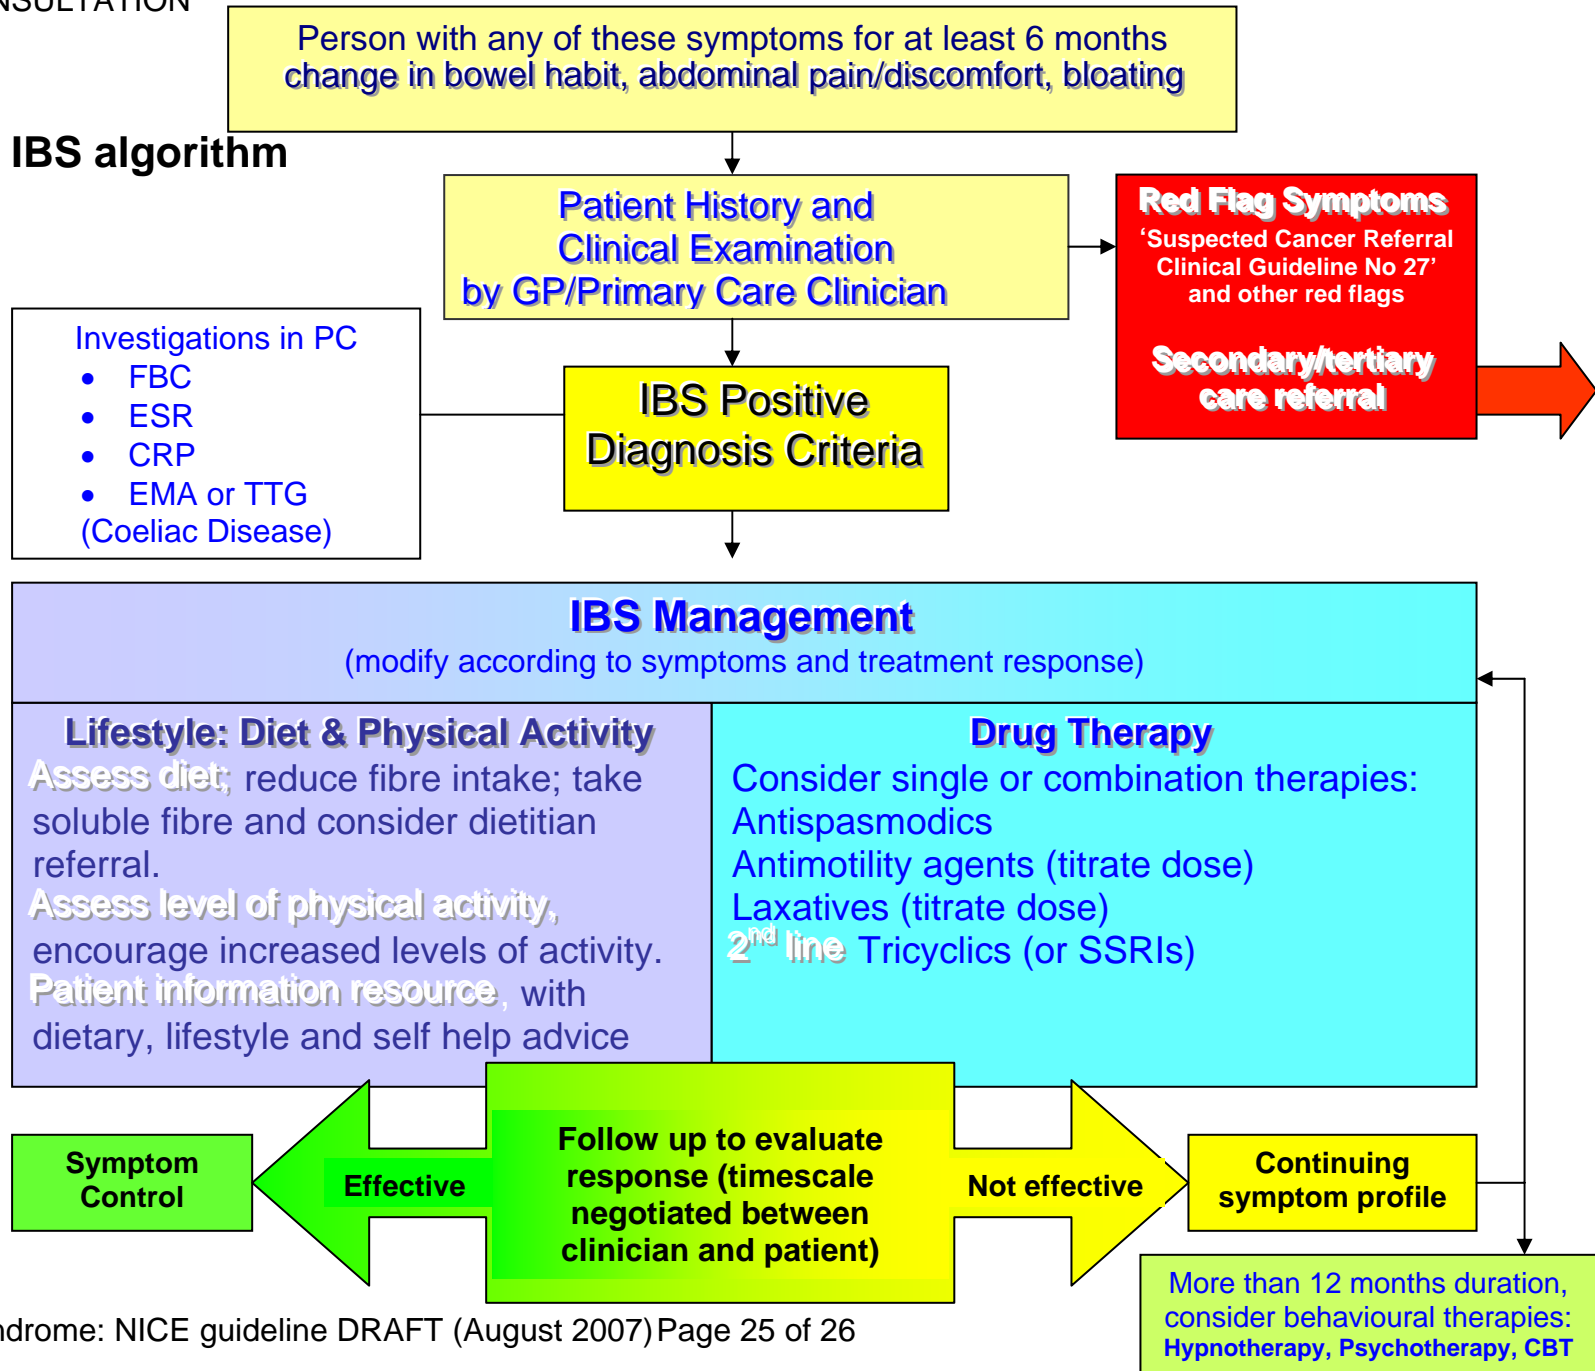 NSULTATION
Person with any of these symptoms for at least 6 months
change in bowel habit, abdominal pain/discomfort, bloating
IBS algorithm
Patient History and
Clinical Examination
by GP/Primary Care Clinician
Red Flag Symptoms
‘Suspected Cancer Referral
Clinical Guideline No 27’
and other red flags
Secondary/tertiary
care referral
Investigations in PC
• FBC
• ESR
• CRP
• EMA or TTG
(Coeliac Disease)
IBS Positive
Diagnosis Criteria
IBS Management
(modify according to symptoms and treatment response)
Lifestyle: Diet & Physical Activity
Assess diet; reduce fibre intake; take
soluble fibre and consider dietitian
referral.
Assess level of physical activity,
encourage increased levels of activity.
Patient information resource, with
dietary, lifestyle and self help advice
Drug Therapy
Consider single or combination therapies:
Antispasmodics
Antimotility agents (titrate dose)
Laxatives (titrate dose)
2nd line Tricyclics (or SSRIs)
Symptom
Control
Effective
Follow up to evaluate
response (timescale
negotiated between
clinician and patient)
Not effective
Continuing
symptom profile
More than 12 months duration,
consider behavioural therapies:
Hypnotherapy, Psychotherapy, CBT
ndrome: NICE guideline DRAFT (August 2007) Page 25 of 26